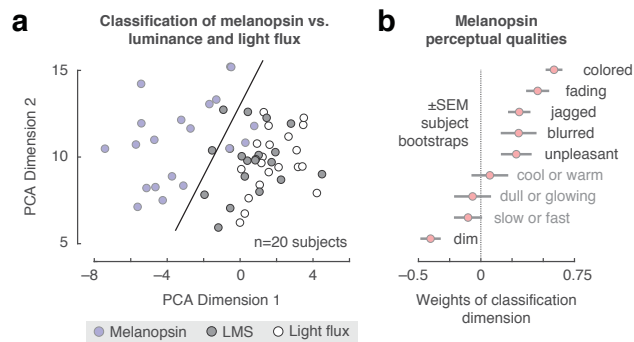 a
Classification of melanopsin vs.
luminance and light flux
15
10
5
PCA Dimension 2
n=20 subjects
−8
−4
0
4
PCA Dimension 1
Melanopsin
LMS
Light flux
b
Melanopsin
perceptual qualities
±SEM
subject
bootstraps
colored
fading
jagged
blurred
unpleasant
cool or warm
dull or glowing
slow or fast
dim
−0.5
0
0.75
Weights of classification
dimension